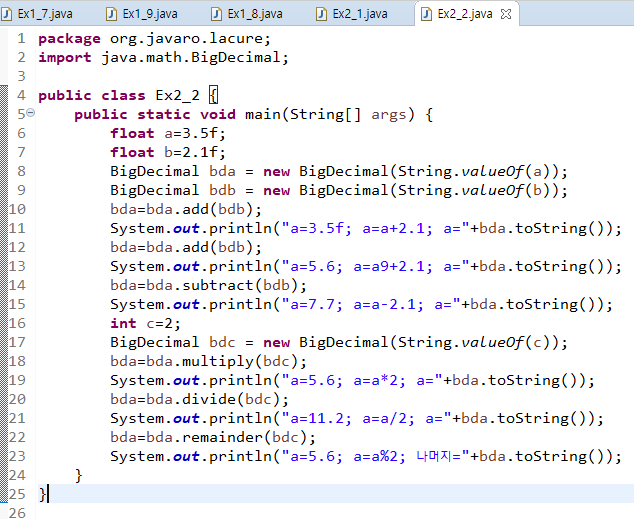 Ex1_7.java Ex1_9.java Ex1_8.java Ex2_1.java Ex2_2.java
1 package org.javaro.lacure;
2 import java.math.BigDecimal;
3
4 public class Ex2_2 {
5 public static void main(String[] args) {
6 float a=3.5f;
7 float b=2.1f;
8 BigDecimal bda = new BigDecimal(String.valueOf(a));
9 BigDecimal bdb = new BigDecimal(String.valueOf(b));
10 bda=bda.add(bdb);
11 System.out.println("a=3.5f; a=a+2.1; a="+bda.toString());
12 bda=bda.add(bdb);
13 System.out.println("a=5.6; a=a9+2.1; a="+bda.toString());
14 bda=bda.subtract(bdb);
15 System.out.println("a=7.7; a=a-2.1; a="+bda.toString());
16 int c=2;
17 BigDecimal bdc = new BigDecimal(String.valueOf(c));
18 bda=bda.multiply(bdc);
19 System.out.println("a=5.6; a=a*2; a="+bda.toString());
20 bda=bda.divide(bdc);
21 System.out.println("a=11.2; a=a/2; a="+bda.toString());
22 bda=bda.remainder(bdc);
23 System.out.println("a=5.6; a=a%2; 나머지="+bda.toString());
24 }
25 }
26